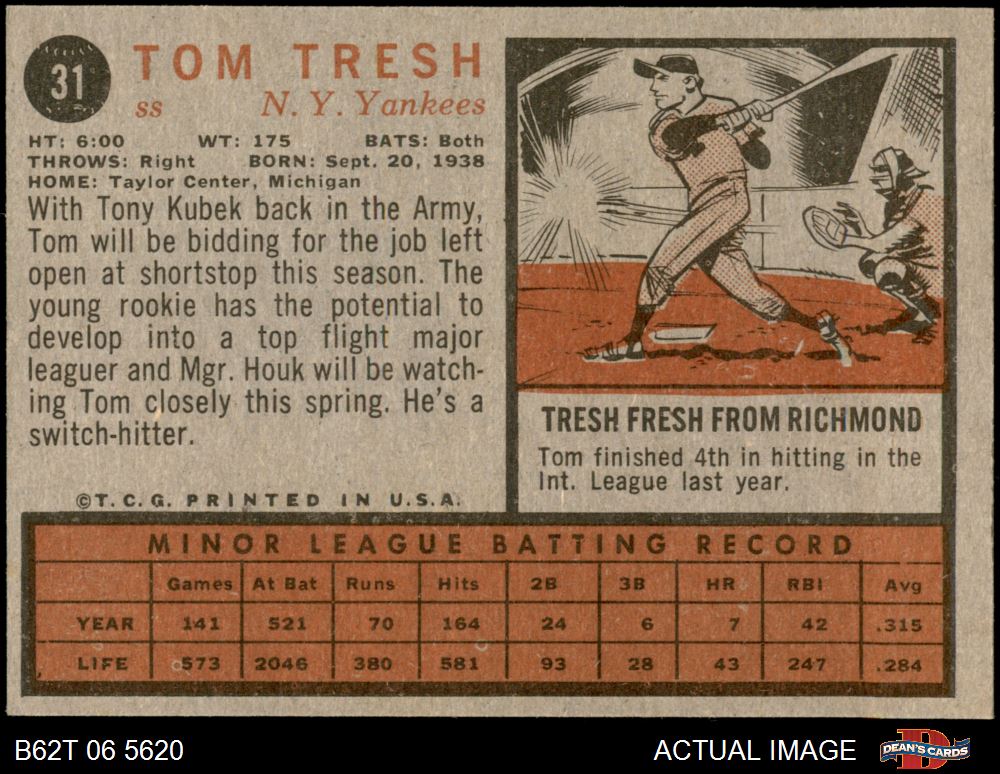 31
TOM TRESH
ss N. Y. Yankees
HT: 6:00 WT: 175 BATS: Both
THROWS: Right BORN: Sept. 20, 1938
HOME: Taylor Center, Michigan
With Tony Kubek back in the Army,
Tom will be bidding for the job left
open at shortstop this season. The
young rookie has the potential to
develop into a top flight major
leaguer and Mgr. Houk will be watch-
ing Tom closely this spring. He's a
switch-hitter.
©T.C.G. PRINTED IN U.S.A.
TRESH FRESH FROM RICHMOND
Tom finished 4th in hitting in the
Int. League last year.
MINOR LEAGUE BATTING RECORD
Games At Bat Runs Hits 2B 3B HR RBI Avg
YEAR 141 521 70 164 24 6 7 42 .315
LIFE 573 2046 380 581 93 28 43 247 .284
B62T 06 5620 ACTUAL IMAGE DEAN'S CARDS